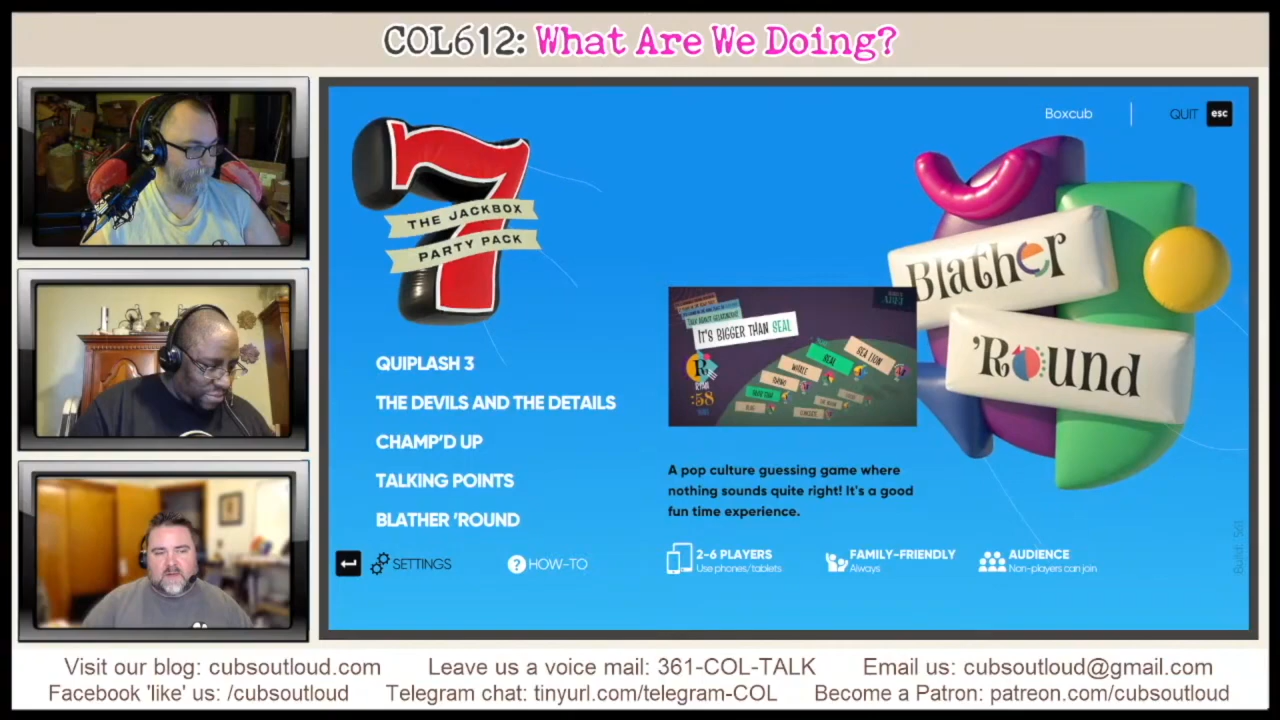 COL612: What Are We Doing?
Boxcub
QUIT esc
7
THE JACKBOX
PARTY PACK
Blather
'Round
IT'S BIGGER THAN SEAL
SEAL
SEA LION
WHALE
:58
QUIPLASH 3
THE DEVILS AND THE DETAILS
CHAMP'D UP
TALKING POINTS
BLATHER 'ROUND
A pop culture guessing game where
nothing sounds quite right! It's a good
fun time experience.
SETTINGS
? HOW-TO
2-6 PLAYERS
Use phones/tablets
FAMILY-FRIENDLY
Always
AUDIENCE
Non-players can join
Visit our blog: cubsoutloud.com Leave us a voice mail: 361-COL-TALK Email us: cubsoutloud@gmail.com
Facebook 'like' us: /cubsoutloud Telegram chat: tinyurl.com/telegram-COL Become a Patron: patreon.com/cubsoutloud